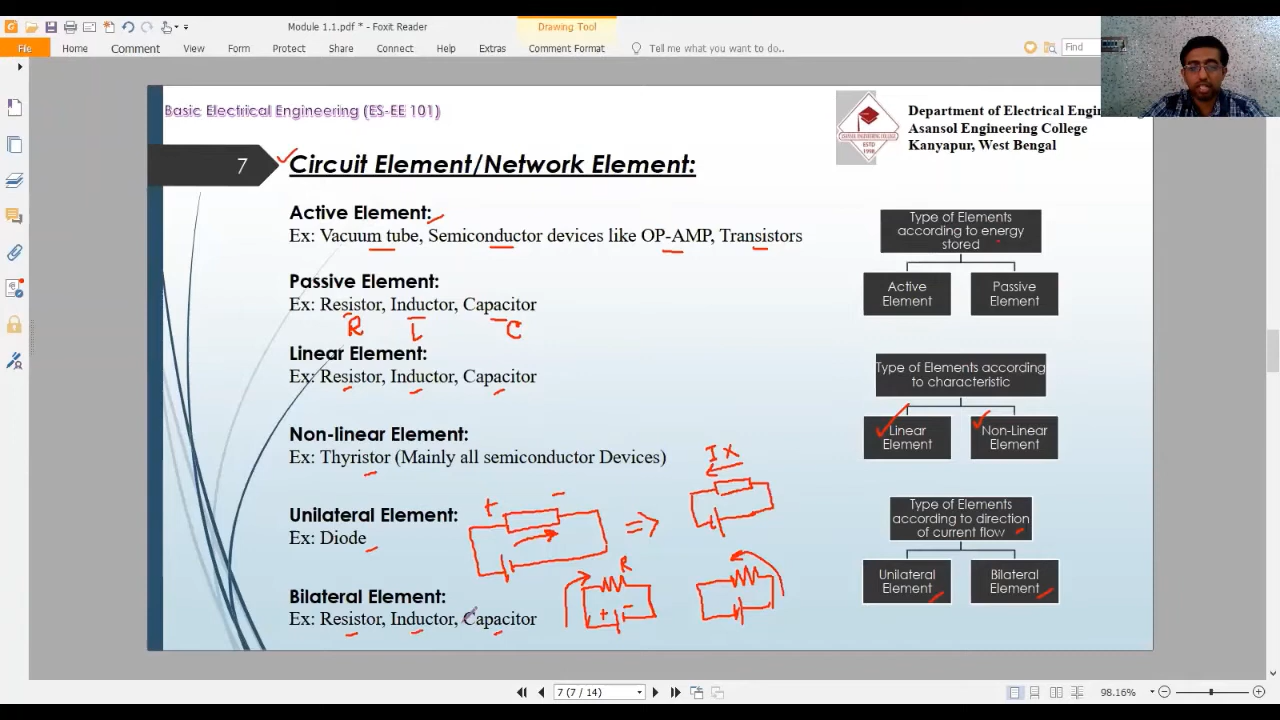 Module 1.1.pdf * - Foxit Reader
Drawing Tool
File Home Comment View Form Protect Share Connect Help Extras Comment Format Tell me what you want to do.. Find
Basic Electrical Engineering (ES-EE 101)
Department of Electrical Engi
Asansol Engineering College
Kanyapur, West Bengal
ESTD
1998
7
Circuit Element/Network Element:
Active Element:
Ex: Vacuum tube, Semiconductor devices like OP-AMP, Transistors
Passive Element:
Ex: Resistor, Inductor, Capacitor
R L C
Linear Element:
Ex: Resistor, Inductor, Capacitor
Non-linear Element:
Ex: Thyristor (Mainly all semiconductor Devices)
I X
Unilateral Element:
Ex: Diode
+ -
=>
R
+ -
Bilateral Element:
Ex: Resistor, Inductor, Capacitor
Type of Elements
according to energy
stored
Active
Element
Passive
Element
Type of Elements according
to characteristic
Linear
Element
Non-Linear
Element
Type of Elements
according to direction
of current flow
Unilateral
Element
Bilateral
Element
7 (7 / 14)
98.16%